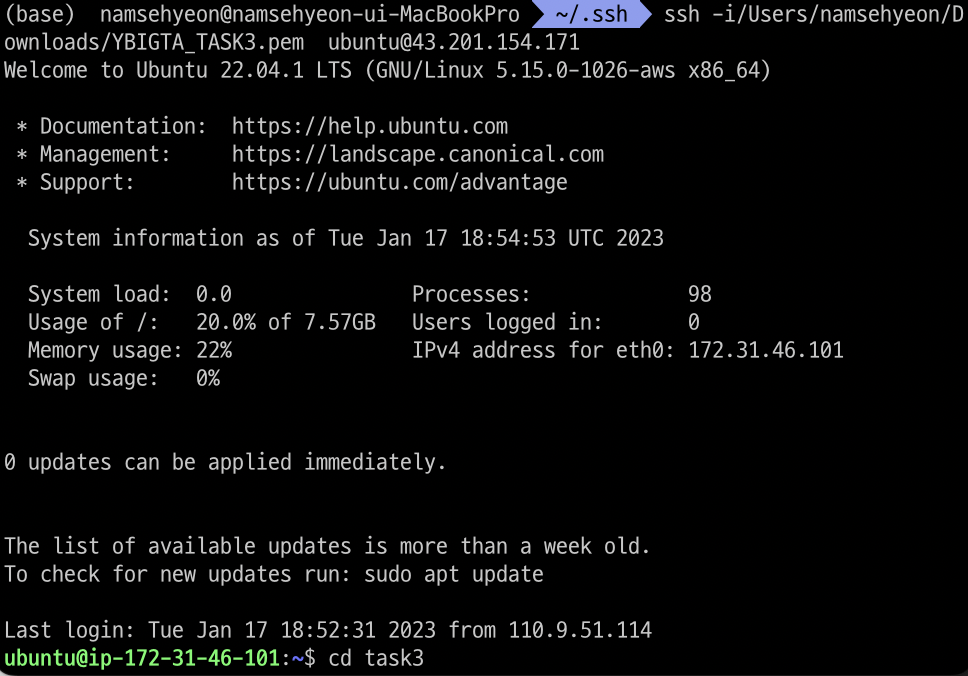 (base)  namsehyeon@namsehyeon-ui-MacBookPro  ~/.ssh  ssh -i/Users/namsehyeon/D
ownloads/YBIGTA_TASK3.pem  ubuntu@43.201.154.171
Welcome to Ubuntu 22.04.1 LTS (GNU/Linux 5.15.0-1026-aws x86_64)

 * Documentation:  https://help.ubuntu.com
 * Management:     https://landscape.canonical.com
 * Support:        https://ubuntu.com/advantage

  System information as of Tue Jan 17 18:54:53 UTC 2023

  System load:  0.0               Processes:             98
  Usage of /:   20.0% of 7.57GB   Users logged in:       0
  Memory usage: 22%               IPv4 address for eth0: 172.31.46.101
  Swap usage:   0%


0 updates can be applied immediately.


The list of available updates is more than a week old.
To check for new updates run: sudo apt update

Last login: Tue Jan 17 18:52:31 2023 from 110.9.51.114
ubuntu@ip-172-31-46-101:~$ cd task3